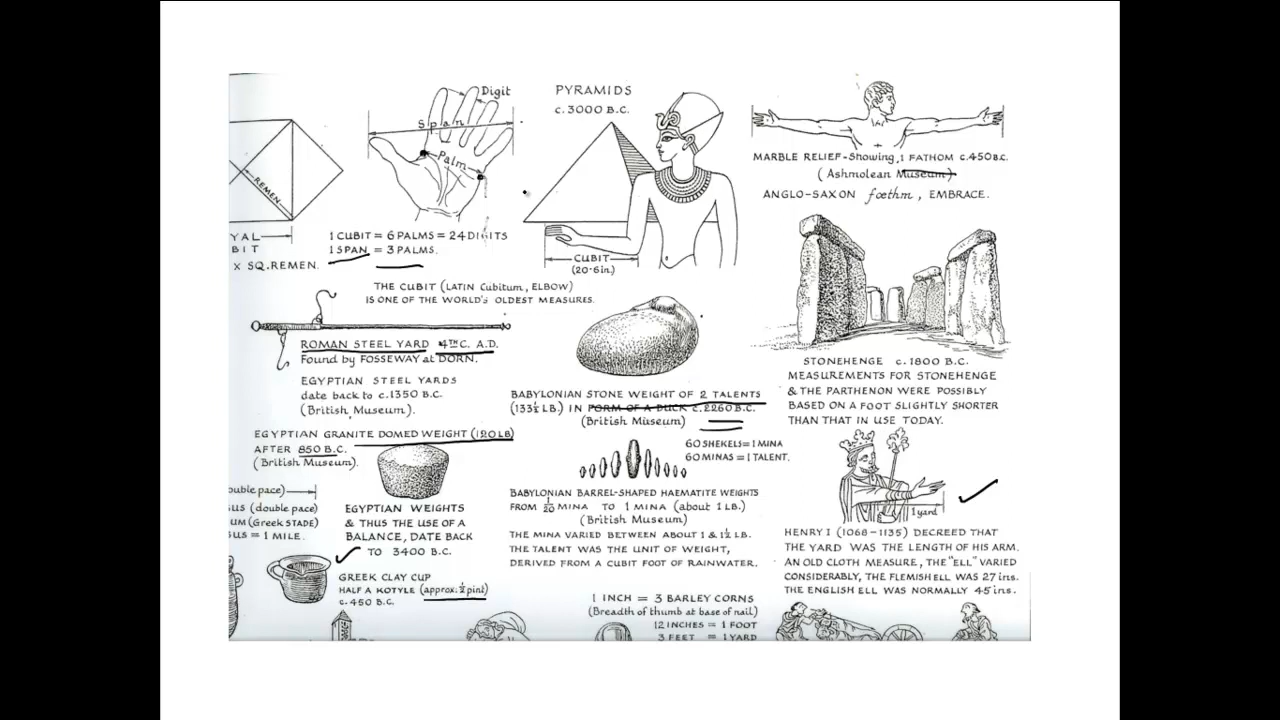 Digit
Span
Palm
REMEN
YAL
BIT
x SQ. REMEN.
1 CUBIT = 6 PALMS = 24 DIGITS
1 SPAN = 3 PALMS.
PYRAMIDS
c. 3000 B.C.
CUBIT
(20·6 in.)
THE CUBIT (LATIN Cubitum, ELBOW)
IS ONE OF THE WORLD'S OLDEST MEASURES.
MARBLE RELIEF-Showing, 1 FATHOM c.450 B.C.
(Ashmolean Museum)
ANGLO-SAXON fœthm, EMBRACE.
ROMAN STEEL YARD 4TH C. A.D.
Found by FOSSEWAY at DORN.
EGYPTIAN STEEL YARDS
date back to c.1350 B.C.
(British Museum).
BABYLONIAN STONE WEIGHT OF 2 TALENTS
(133⅓ LB) IN FORM OF A DUCK c.2260 B.C.
(British Museum)
STONEHENGE c.1800 B.C.
MEASUREMENTS FOR STONEHENGE
& THE PARTHENON WERE POSSIBLY
BASED ON A FOOT SLIGHTLY SHORTER
THAN THAT IN USE TODAY.
EGYPTIAN GRANITE DOMED WEIGHT (190 LB)
AFTER 850 B.C.
(British Museum).
60 SHEKELS = 1 MINA
60 MINAS = 1 TALENT.
1 yard
ouble pace)
US (double pace)
UM (Greek STADE)
US = 1 MILE.
EGYPTIAN WEIGHTS
& THUS THE USE OF A
BALANCE, DATE BACK
TO 3400 B.C.
BABYLONIAN BARREL-SHAPED HAEMATITE WEIGHTS
FROM 1/20 MINA TO 1 MINA (about 1 LB.)
(British Museum)
THE MINA VARIED BETWEEN ABOUT 1 & 1½ LB.
THE TALENT WAS THE UNIT OF WEIGHT,
DERIVED FROM A CUBIT FOOT OF RAINWATER.
HENRY I (1068-1135) DECREED THAT
THE YARD WAS THE LENGTH OF HIS ARM.
AN OLD CLOTH MEASURE, THE "ELL" VARIED
CONSIDERABLY, THE FLEMISH ELL WAS 27 ins.
THE ENGLISH ELL WAS NORMALLY 45 ins.
GREEK CLAY CUP
HALF A KOTYLE (approx. ½ pint)
c. 450 B.C.
1 INCH = 3 BARLEY CORNS
(Breadth of thumb at base of nail)
12 INCHES = 1 FOOT
3 FEET = 1 YARD